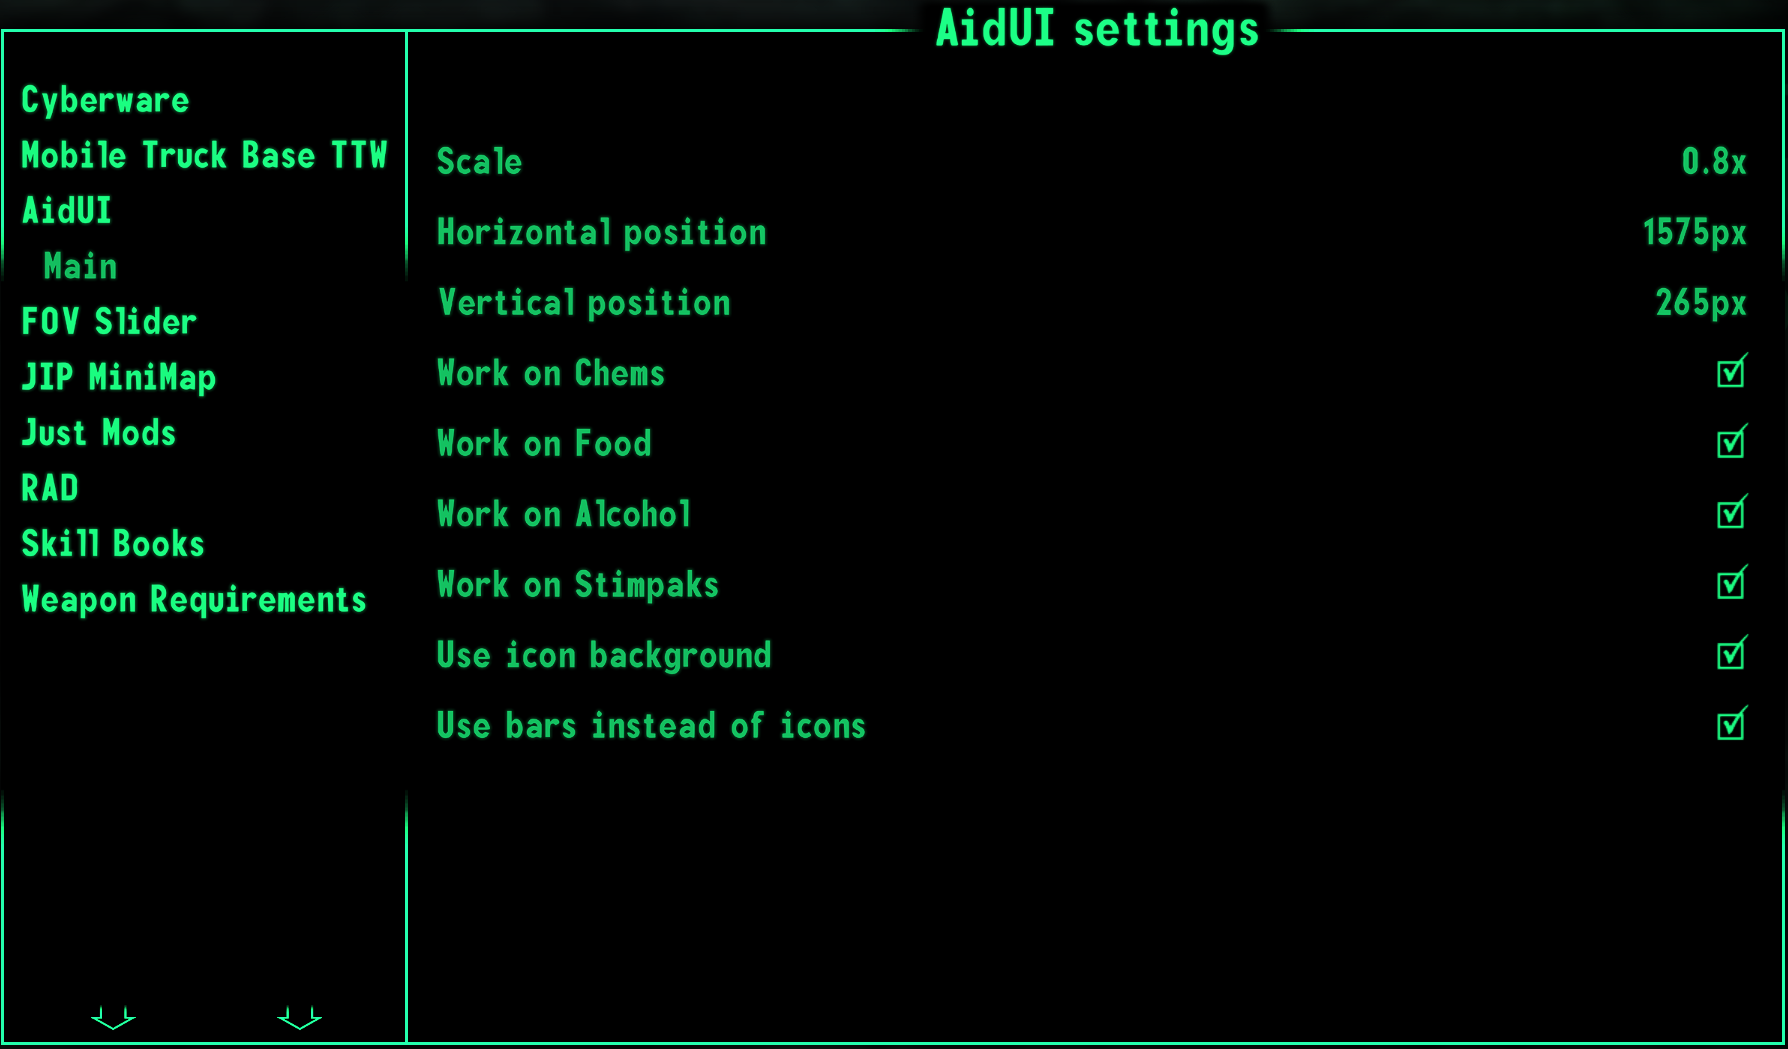 AidUI settings
Cyberware
Mobile Truck Base TTW
AidUI
Main
FOV Slider
JIP MiniMap
Just Mods
RAD
Skill Books
Weapon Requirements
Scale 0.8x
Horizontal position 1575px
Vertical position 265px
Work on Chems
Work on Food
Work on Alcohol
Work on Stimpaks
Use icon background
Use bars instead of icons